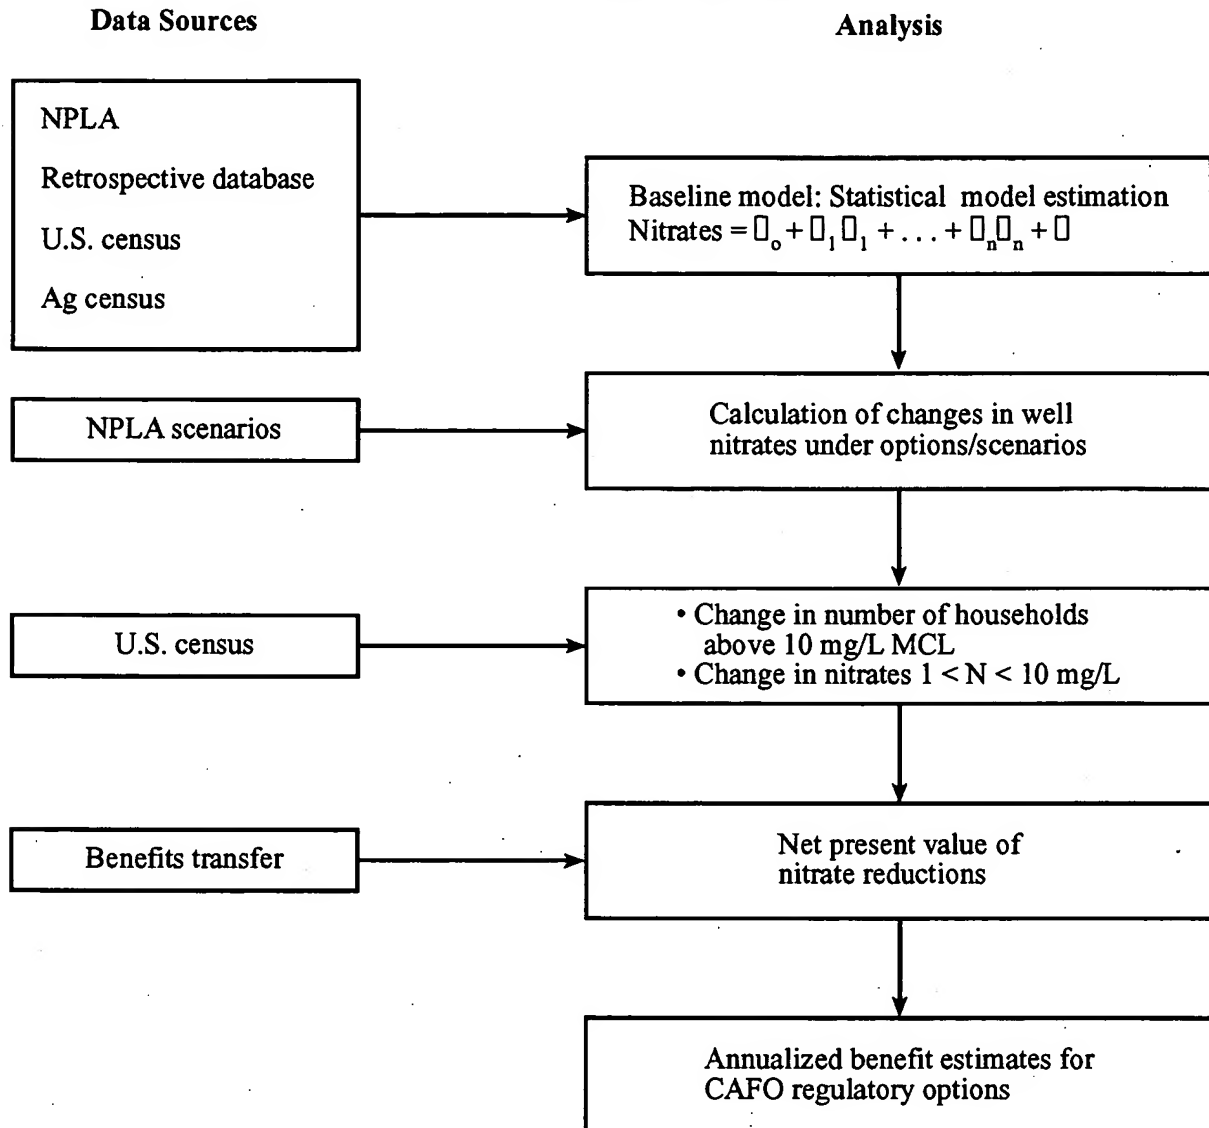 Data Sources
Analysis
NPLA
Retrospective database
U.S. census
Ag census
Baseline model: Statistical model estimation
Nitrates = ▯₀ + ▯₁▯₁ + . . . + ▯ₙ▯ₙ + ▯
NPLA scenarios
Calculation of changes in well
nitrates under options/scenarios
U.S. census
• Change in number of households
above 10 mg/L MCL
• Change in nitrates 1 < N < 10 mg/L
Benefits transfer
Net present value of
nitrate reductions
Annualized benefit estimates for
CAFO regulatory options